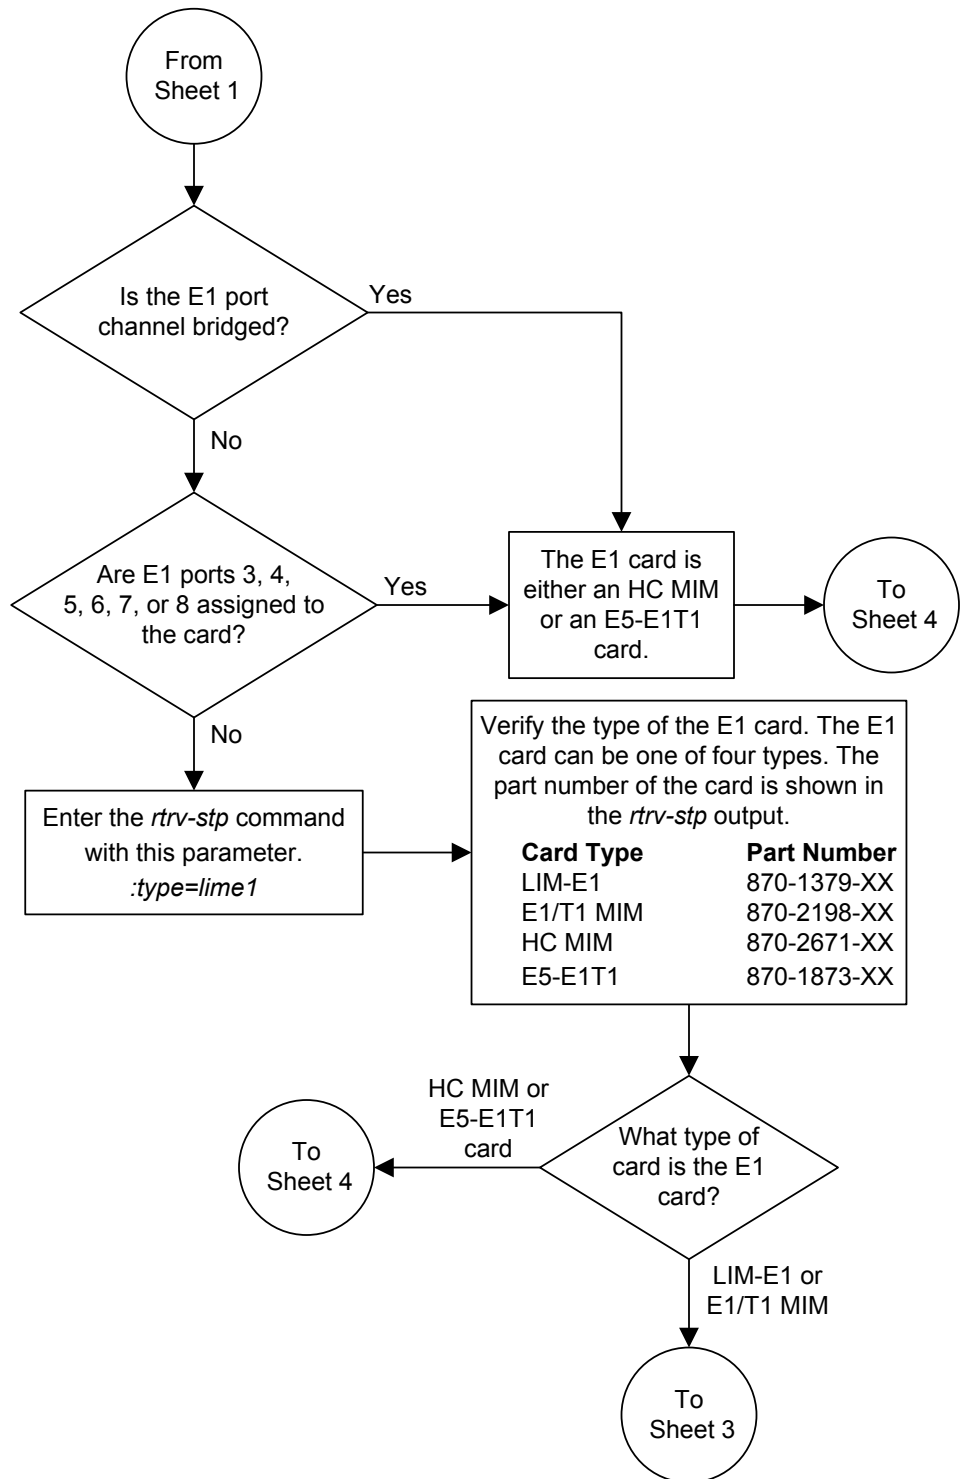 From
Sheet 1
Is the E1 port
channel bridged?
Yes
No
Are E1 ports 3, 4,
5, 6, 7, or 8 assigned to
the card?
Yes
The E1 card is
either an HC MIM
or an E5-E1T1
card.
To
Sheet 4
No
Enter the rtrv-stp command
with this parameter.
:type=lime1
Verify the type of the E1 card. The E1
card can be one of four types. The
part number of the card is shown in
the rtrv-stp output.
Card Type Part Number
LIM-E1 870-1379-XX
E1/T1 MIM 870-2198-XX
HC MIM 870-2671-XX
E5-E1T1 870-1873-XX
What type of
card is the E1
card?
HC MIM or
E5-E1T1
card
To
Sheet 4
LIM-E1 or
E1/T1 MIM
To
Sheet 3